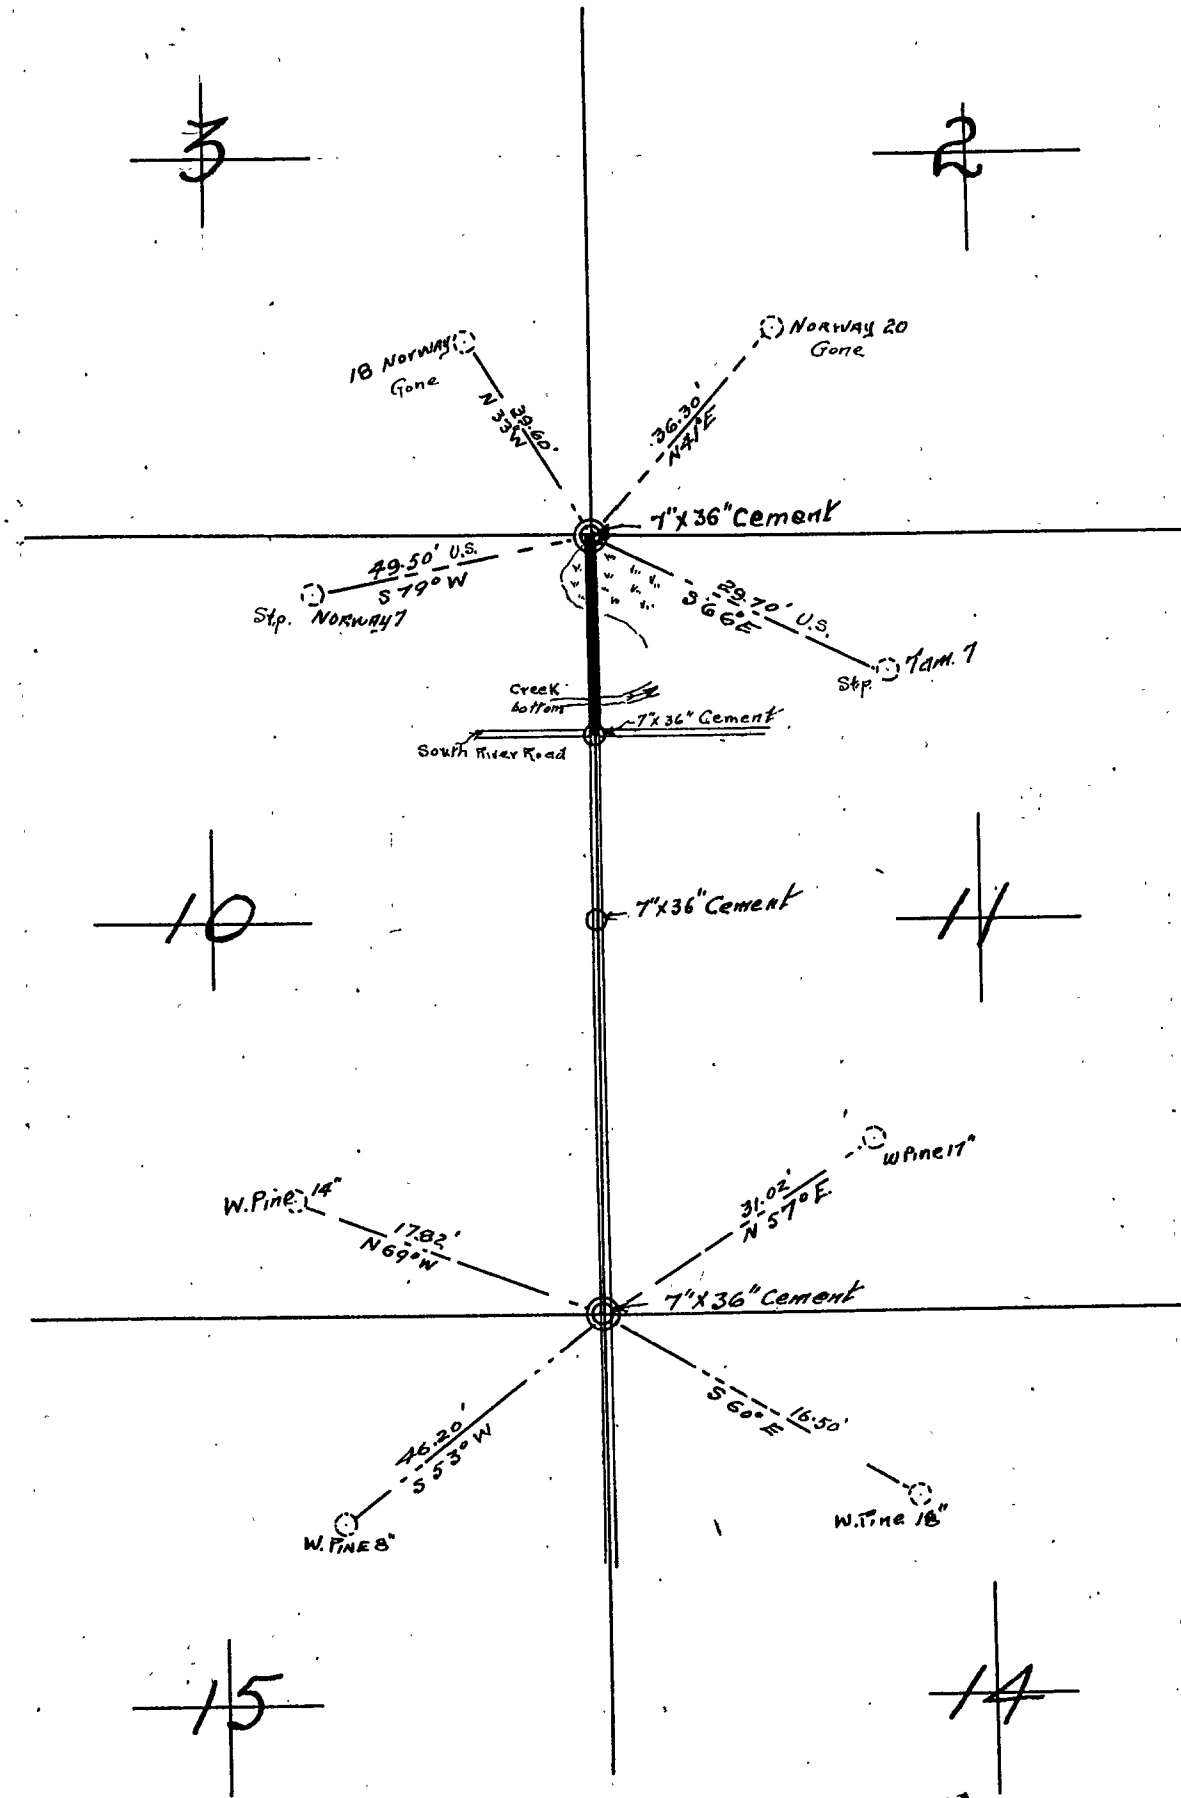 3
2
18 NORWAY
Gone
NORWAY 20
Gone
39.60'
N 33° W
36.30'
N 41° E
7" X 36" Cement
49.50' U.S.
S 79° W
Stp. NORWAY 7
29.70' U.S.
S 66° E
Tam. 7
Stp.
Creek
bottom
7" x 36" Cement
South River Road
10
7" X 36" Cement
11
W. Pine 14"
17.82'
N 69° W
W Pine 17"
31.02'
N 57° E.
7" X 36" Cement
46.20'
S 53° W
W. PINE 8"
16.50'
S 60° E
W. Pine 18"
15
14